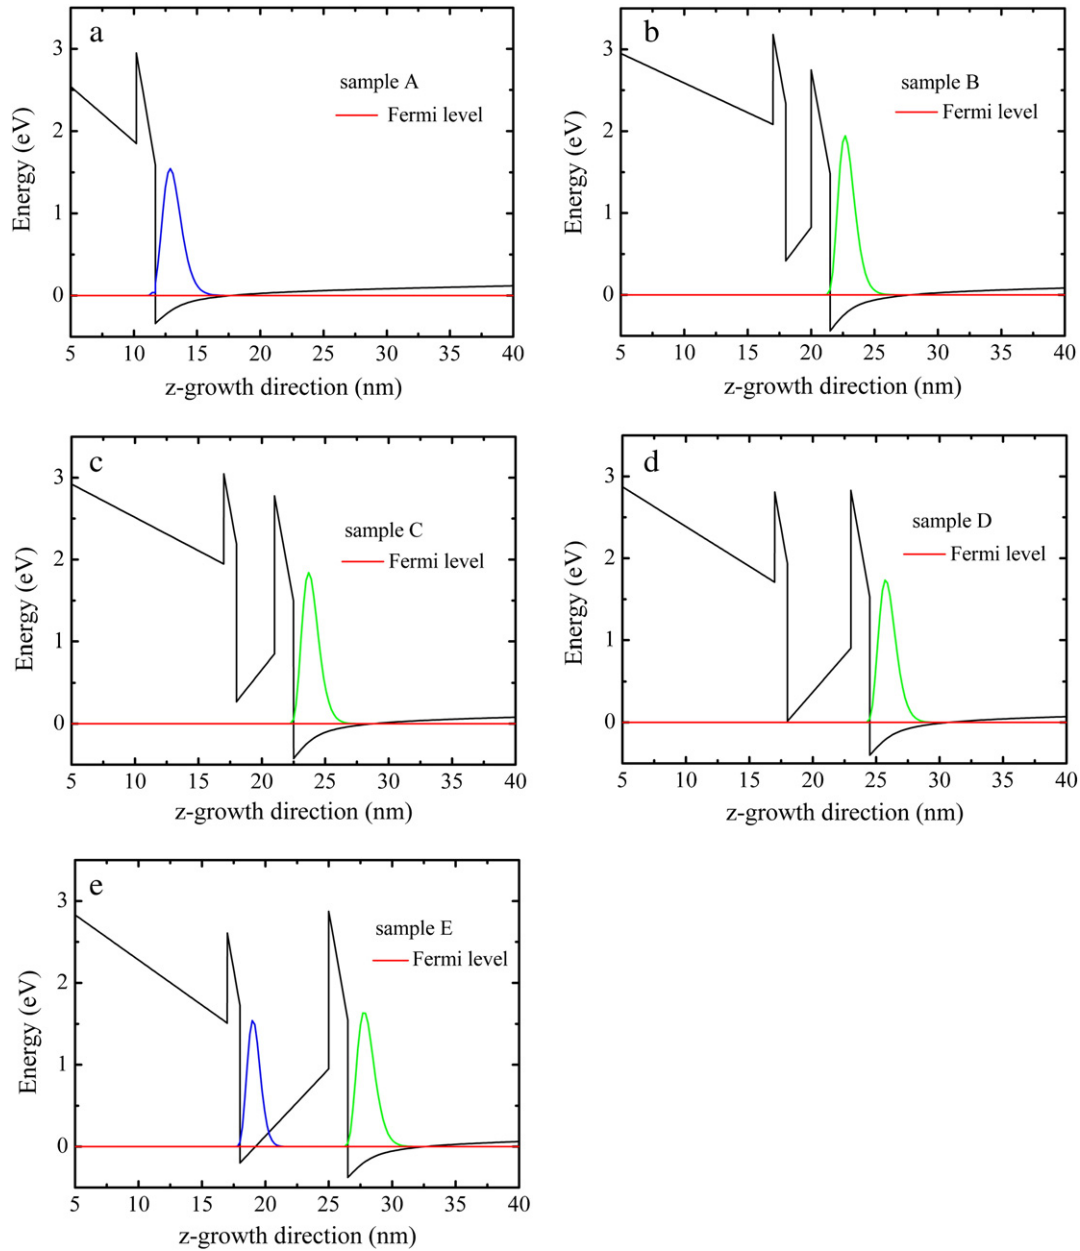 a
sample A
Fermi level
Energy (eV)
3
2
1
0
5 10 15 20 25 30 35 40
z-growth direction (nm)
b
sample B
Fermi level
Energy (eV)
3
2
1
0
5 10 15 20 25 30 35 40
z-growth direction (nm)
c
sample C
Fermi level
Energy (eV)
3
2
1
0
5 10 15 20 25 30 35 40
z-growth direction (nm)
d
sample D
Fermi level
Energy (eV)
3
2
1
0
5 10 15 20 25 30 35 40
z-growth direction (nm)
e
sample E
Fermi level
Energy (eV)
3
2
1
0
5 10 15 20 25 30 35 40
z-growth direction (nm)